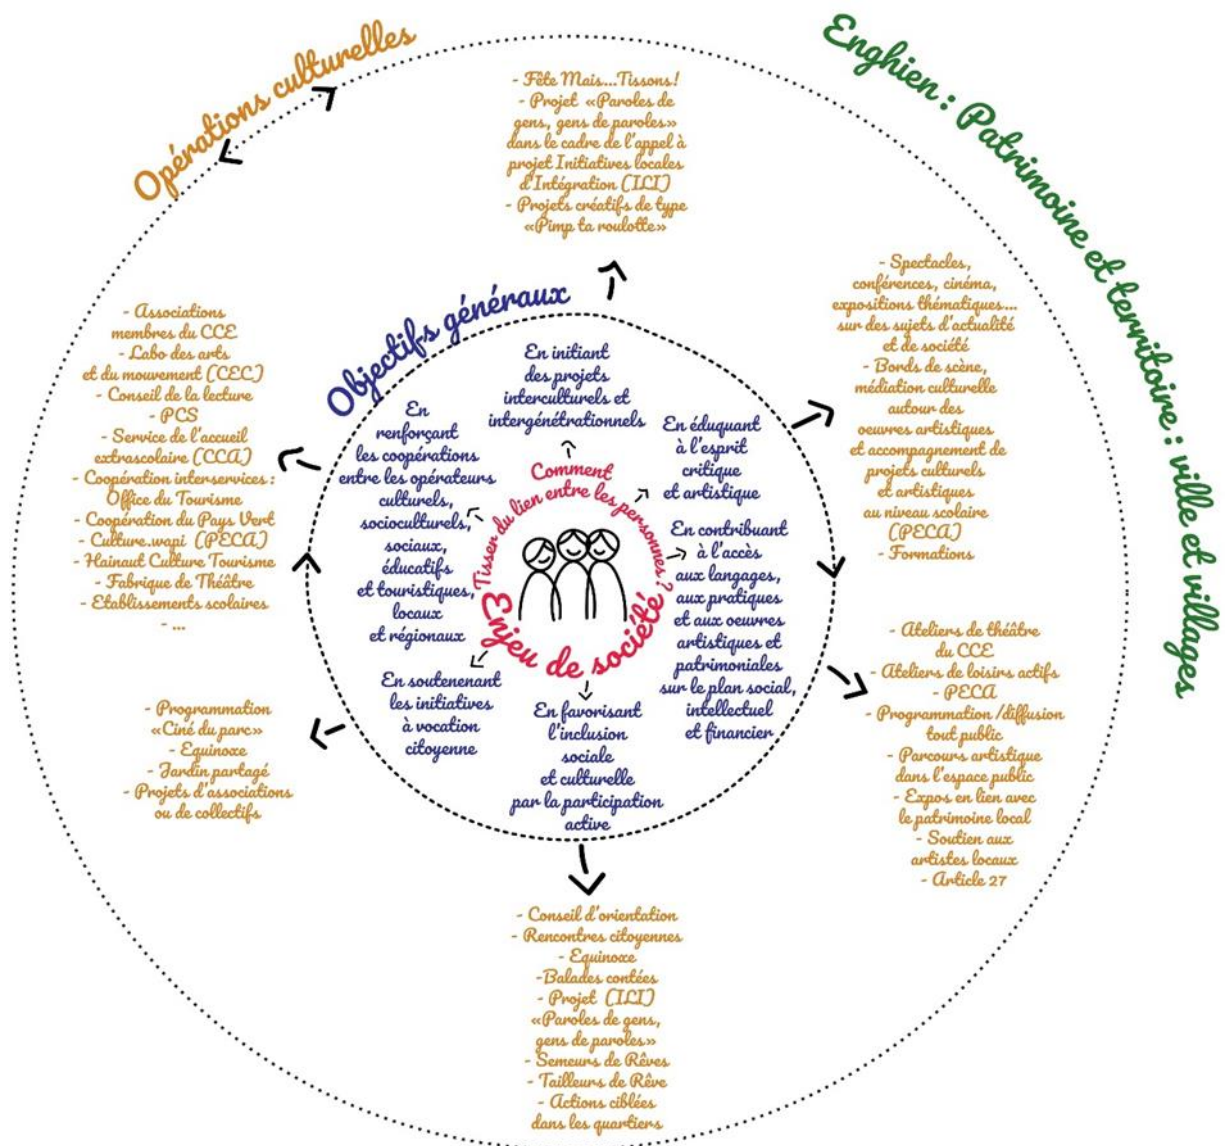 Opérations culturelles
Enghien : Patrimoine et territoire : ville et villages
- Fête Mais...Tissons!
- Projet «Paroles de
gens, gens de paroles»
dans le cadre de l'appel à
projet Initiatives locales
d'Intégration (ILI)
- Projets créatifs de type
«Pimp ta roulotte»
- Spectacles,
conférences, cinéma,
expositions thématiques...
sur des sujets d'actualité
et de société
- Bords de scène,
médiation culturelle
autour des
oeuvres artistiques
et accompagnement de
projets culturels
et artistiques
au niveau scolaire
(PECA)
- Formations
- Ateliers de théâtre
du CCE
- Ateliers de loisirs actifs
- PECA
- Programmation /diffusion
tout public
- Parcours artistique
dans l'espace public
- Expos en lien avec
le patrimoine local
- Soutien aux
artistes locaux
- Article 27
- Conseil d'orientation
- Rencontres citoyennes
- Equinoxe
-Balades contées
- Projet (ILI)
«Paroles de gens,
gens de paroles»
- Semeurs de Rêves
- Tailleurs de Rêve
- Actions ciblées
dans les quartiers
- Programmation
«Ciné du parc»
- Equinoxe
- Jardin partagé
- Projets d'associations
ou de collectifs
- Associations
membres du CCE
- Labo des arts
et du mouvement (CEC)
- Conseil de la lecture
- PCS
- Service de l'accueil
extrascolaire (CCA)
- Coopération inter-services :
Office du Tourisme
- Coopération du Pays Vert
- Culture.wapi (PECA)
- Hainaut Culture Tourisme
- Fabrique de Théâtre
- Etablissements scolaires
- ...
Objectifs généraux
En initiant
des projets
interculturels et
intergénétrationnels
En éduquant
à l'esprit
critique
et artistique
En contribuant
à l'accès
aux langages,
aux pratiques
et aux oeuvres
artistiques et
patrimoniales
sur le plan social,
intellectuel
et financier
En favorisant
l'inclusion
sociale
et culturelle
par la participation
active
En soutenenant
les initiatives
à vocation
citoyenne
En
renforçant
les coopérations
entre les opérateurs
culturels,
socioculturels,
sociaux,
éducatifs
et touristiques,
locaux
et régionaux
Comment
Tisser du lien entre les personnes ?
Enjeu de société